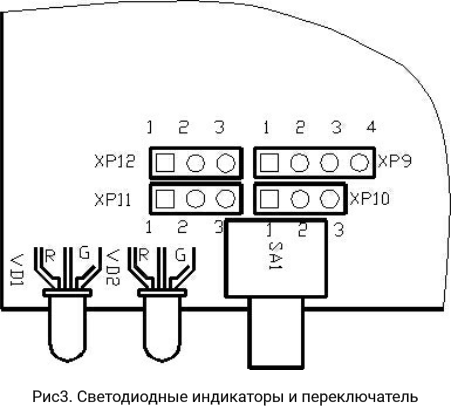 1 2 3 1 2 3 4
XP12 XP9
XP11 XP10
1 2 3 1 2 3
VD1 R G VD2 R G SA1
Рис3. Светодиодные индикаторы и переключатель